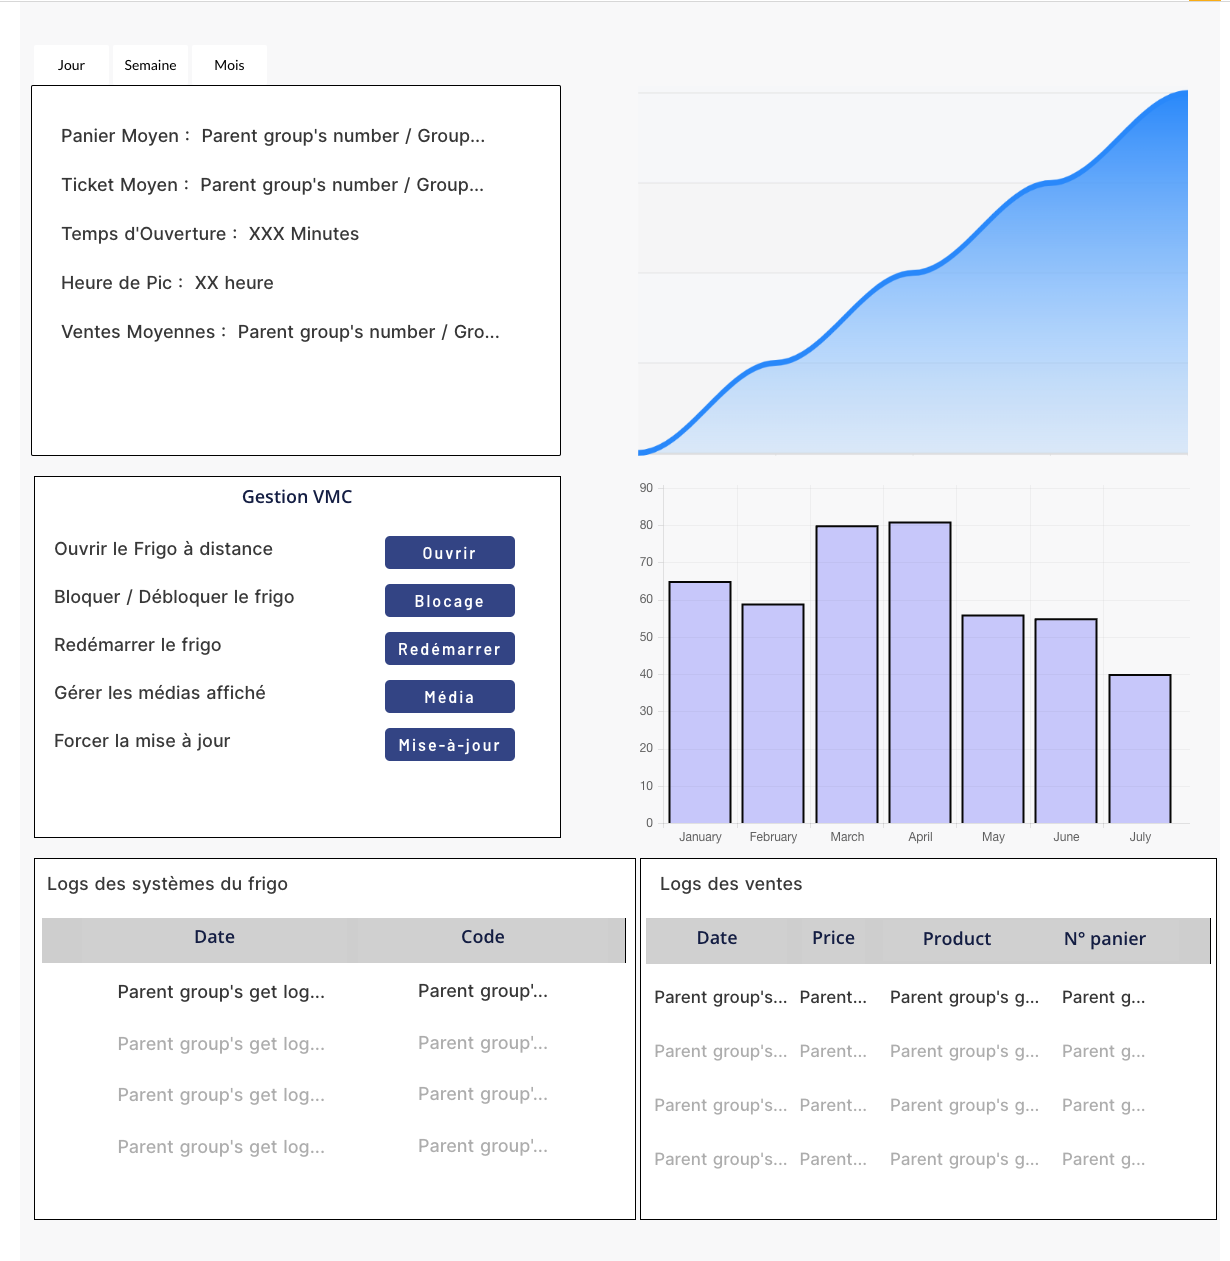 Jour Semaine Mois
Panier Moyen : Parent group's number / Group...
Ticket Moyen : Parent group's number / Group...
Temps d'Ouverture : XXX Minutes
Heure de Pic : XX heure
Ventes Moyennes : Parent group's number / Gro...
Gestion VMC
Ouvrir le Frigo à distance Ouvrir
Bloquer / Débloquer le frigo Blocage
Redémarrer le frigo Redémarrer
Gérer les médias affiché Média
Forcer la mise à jour Mise-à-jour
90
80
70
60
50
40
30
20
10
0
January February March April May June July
Logs des systèmes du frigo
Date Code
Parent group's get log... Parent group'...
Parent group's get log... Parent group'...
Parent group's get log... Parent group'...
Parent group's get log... Parent group'...
Logs des ventes
Date Price Product N° panier
Parent group's... Parent... Parent group's g... Parent g...
Parent group's... Parent... Parent group's g... Parent g...
Parent group's... Parent... Parent group's g... Parent g...
Parent group's... Parent... Parent group's g... Parent g...